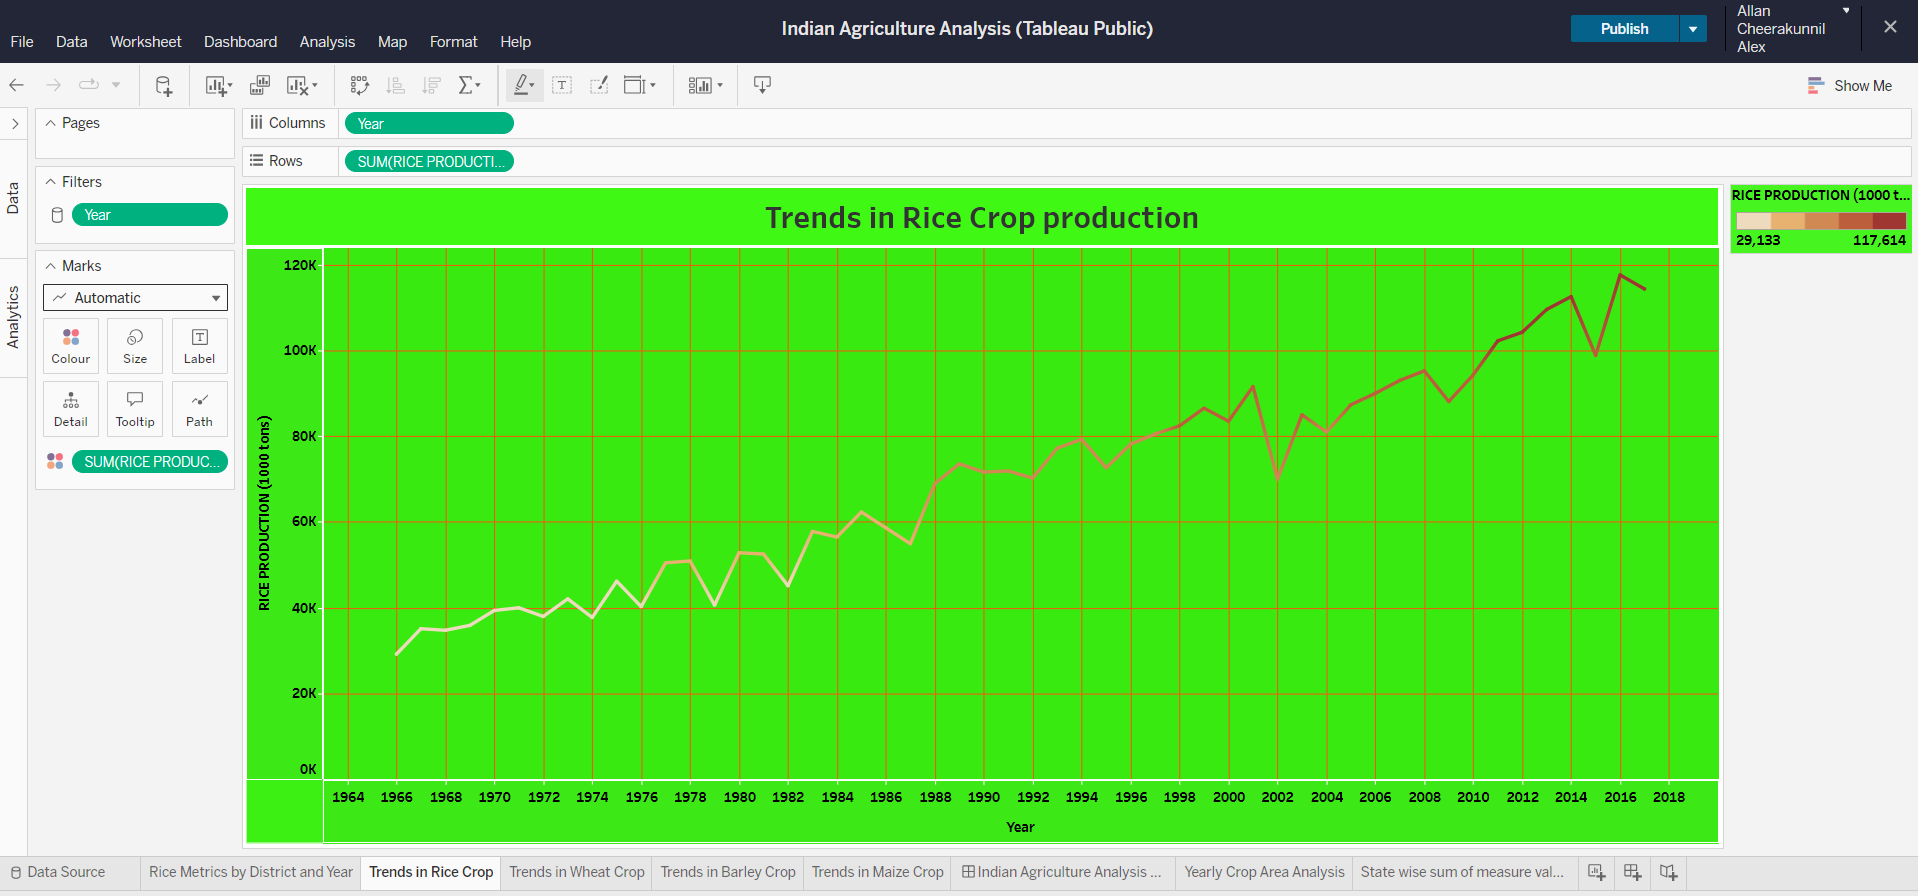 Indian Agriculture Analysis (Tableau Public)
Publish
Allan
Cheerakunnil
Alex
File Data Worksheet Dashboard Analysis Map Format Help
Show Me
Pages
Columns
Year
Rows
SUM(RICE PRODUCTI...
Data
Analytics
Filters
Year
Marks
Automatic
Colour Size Label
Detail Tooltip Path
SUM(RICE PRODUC...
Trends in Rice Crop production
RICE PRODUCTION (1000 t...
29,133 117,614
RICE PRODUCTION (1000 tons)
120K
100K
80K
60K
40K
20K
0K
1964 1966 1968 1970 1972 1974 1976 1978 1980 1982 1984 1986 1988 1990 1992 1994 1996 1998 2000 2002 2004 2006 2008 2010 2012 2014 2016 2018
Year
Data Source Rice Metrics by District and Year Trends in Rice Crop Trends in Wheat Crop Trends in Barley Crop Trends in Maize Crop Indian Agriculture Analysis ... Yearly Crop Area Analysis State wise sum of measure val...